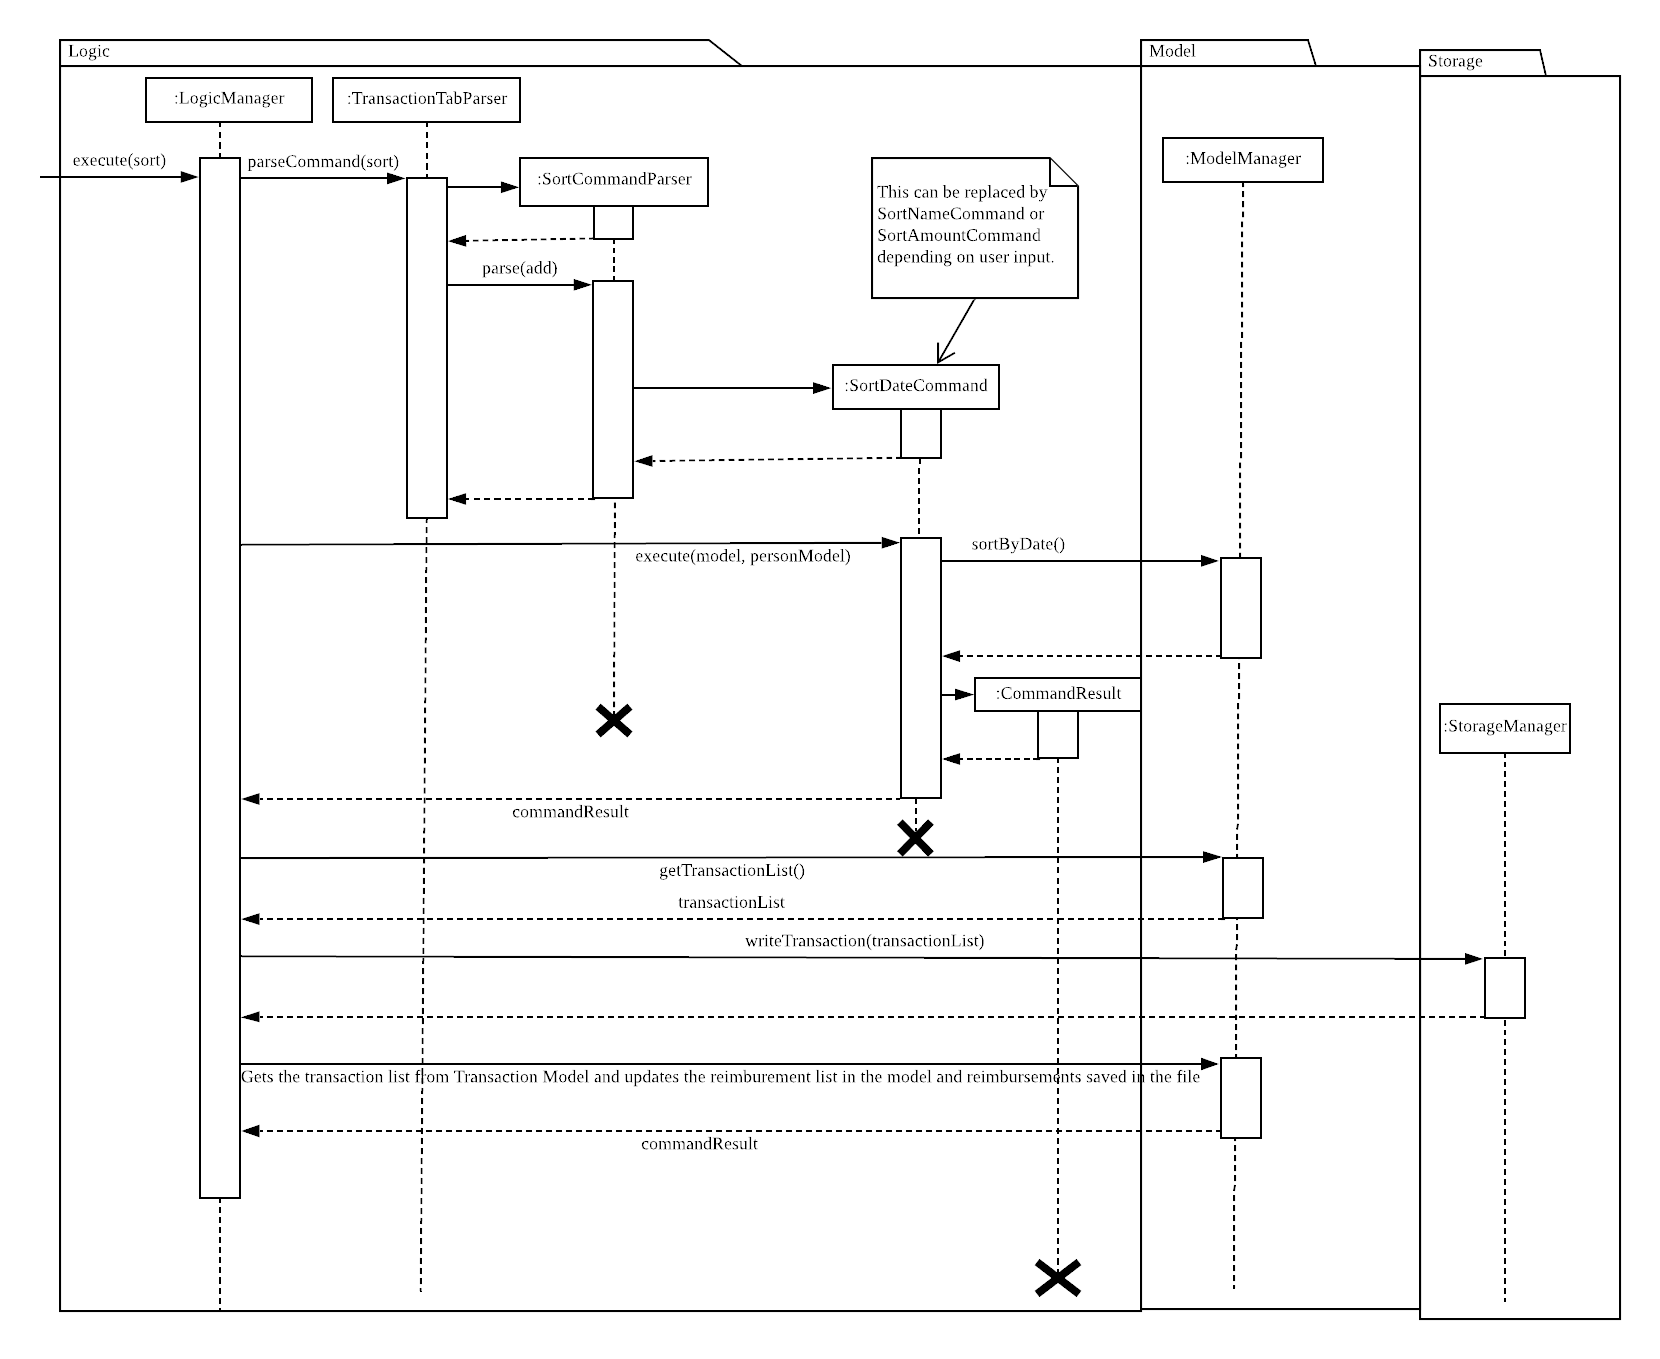 Logic
Model
Storage
:LogicManager
:TransactionTabParser
:ModelManager
execute(sort)
parseCommand(sort)
:SortCommandParser
This can be replaced by
SortNameCommand or
SortAmountCommand
depending on user input.
parse(add)
:SortDateCommand
execute(model, personModel)
sortByDate()
:CommandResult
:StorageManager
commandResult
getTransactionList()
transactionList
writeTransaction(transactionList)
Gets the transaction list from Transaction Model and updates the reimburement list in the model and reimbursements saved in the file
commandResult